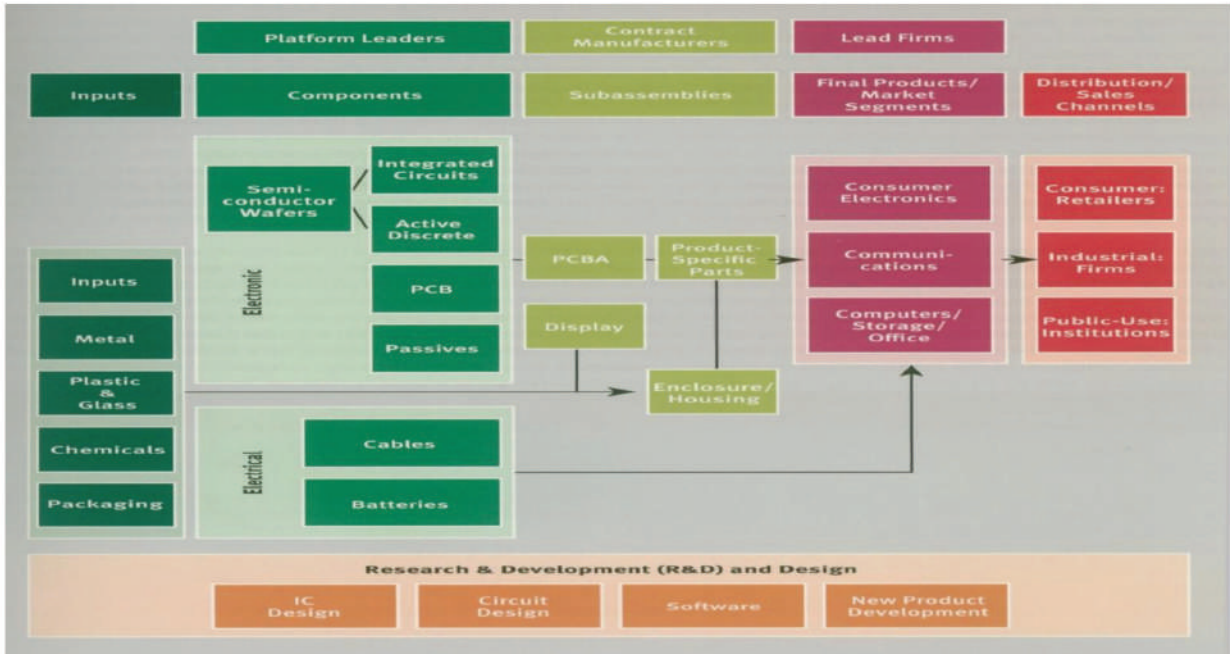 Platform Leaders
Contract
Manufacturers
Lead Firms
Inputs
Components
Subassemblies
Final Products/
Market
Segments
Distribution/
Sales
Channels
Inputs
Metal
Plastic
&
Glass
Chemicals
Packaging
Electronic
Semi-
conductor
Wafers
Integrated
Circuits
Active
Discrete
PCB
Passives
Electrical
Cables
Batteries
PCBA
Display
Product-
Specific
Parts
Enclosure/
Housing
Consumer
Electronics
Communi-
cations
Computers/
Storage/
Office
Consumer:
Retailers
Industrial:
Firms
Public-Use:
Institutions
Research & Development (R&D) and Design
IC
Design
Circuit
Design
Software
New Product
Development